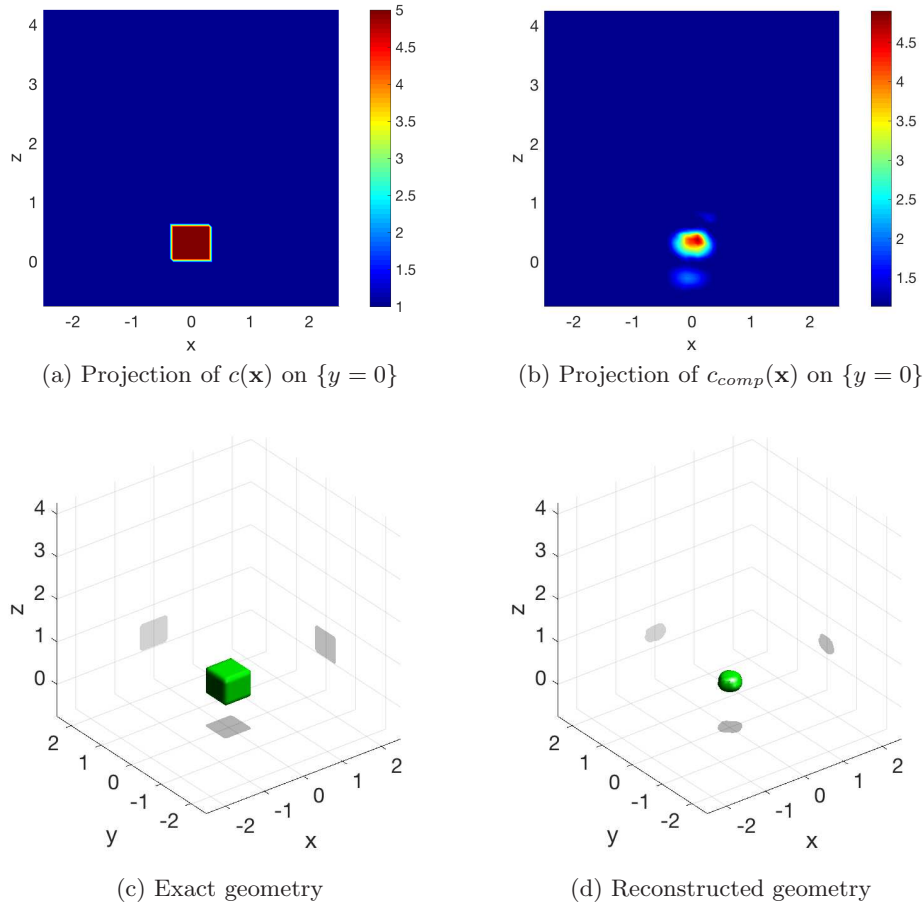 4
3
2
1
0
z
-2 -1 0 1 2
x
5
4.5
4
3.5
3
2.5
2
1.5
1
(a) Projection of c(x) on {y = 0}
4
3
2
1
0
z
-2 -1 0 1 2
x
4.5
4
3.5
3
2.5
2
1.5
(b) Projection of c_comp(x) on {y = 0}
4
3
2
1
0
z
2 1 0 -1 -2
y
-2 -1 0 1 2
x
(c) Exact geometry
4
3
2
1
0
z
2 1 0 -1 -2
y
-2 -1 0 1 2
x
(d) Reconstructed geometry